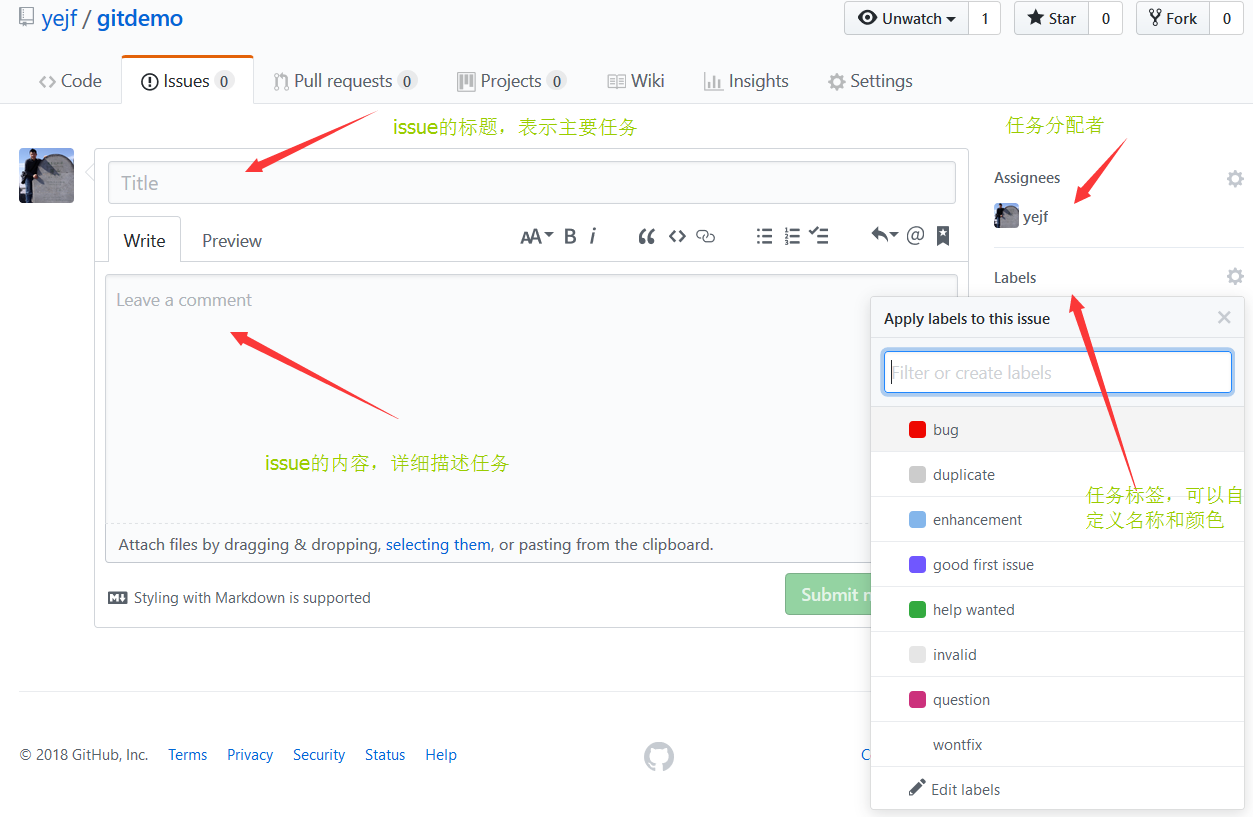 yejf / gitdemo
Unwatch 1 Star 0 Fork 0
Code Issues 0 Pull requests 0 Projects 0 Wiki Insights Settings
issue的标题，表示主要任务
任务分配者
Title
Assignees
yejf
Write Preview
AA B i @
Labels
Leave a comment
Apply labels to this issue
Filter or create labels
issue的内容，详细描述任务
bug
duplicate
任务标签，可以自
定义名称和颜色
enhancement
Attach files by dragging & dropping, selecting them, or pasting from the clipboard.
good first issue
Styling with Markdown is supported
Submit n
help wanted
invalid
question
wontfix
Edit labels
© 2018 GitHub, Inc. Terms Privacy Security Status Help
C